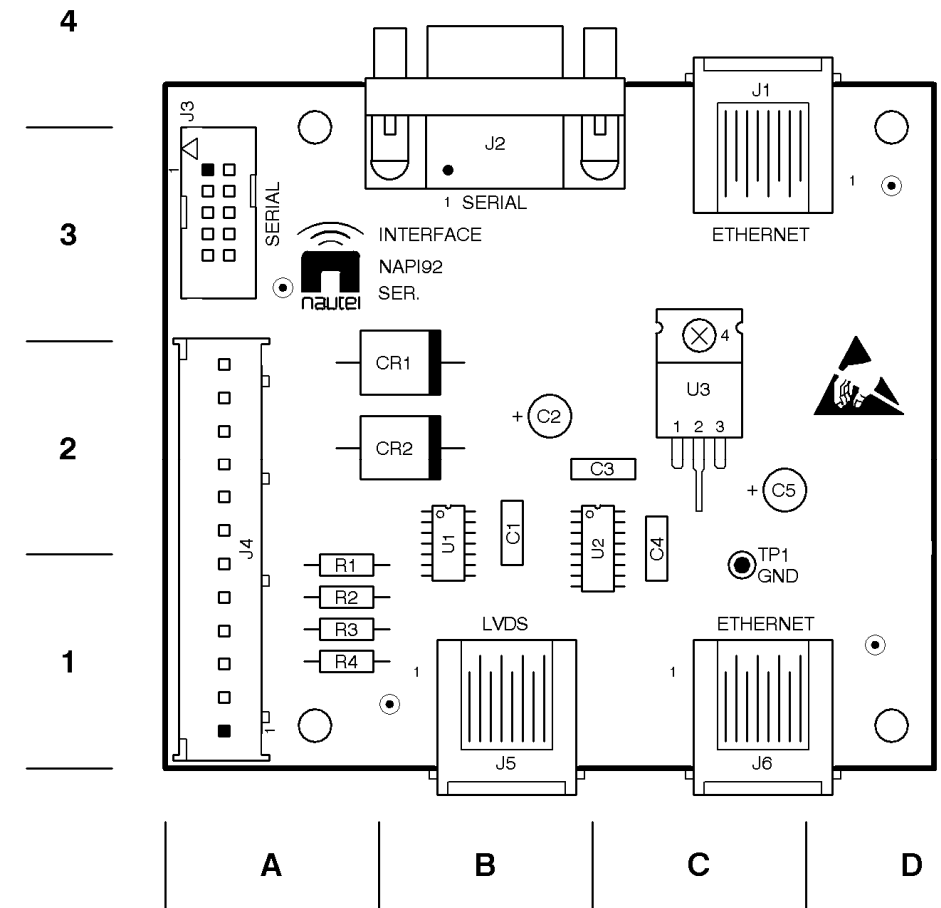 4
J3
J1
J2
1
1
1 SERIAL
SERIAL
3
INTERFACE
ETHERNET
NAPI92
nautel
SER.
4
CR1
U3
C2
+
1 2 3
2
CR2
C3
+
C5
U1
C1
U2
C4
J4
TP1
GND
R1
R2
R3
R4
LVDS
ETHERNET
1
1
1
1
J5
J6
A
B
C
D